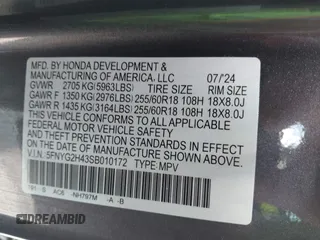 MFD. BY HONDA DEVELOPMENT &
MANUFACTURING OF AMERICA, LLC 07/'24
GVWR 2705 KG(5963LBS) TIRE SIZE RIM SIZE
GAWR F 1350 KG(2976LBS) 255/60R18 108H 18X8.0J
GAWR R 1435 KG(3164LBS) 255/60R18 108H 18X8.0J
THIS VEHICLE CONFORMS TO ALL APPLICABLE
FEDERAL MOTOR VEHICLE SAFETY STANDARDS IN
EFFECT ON THE DATE OF MANUFACTURE SHOWN
ABOVE.
V.I.N.: 5FNYG2H43SB010172 TYPE: MPV
NH797M -A -B
DREAMBID